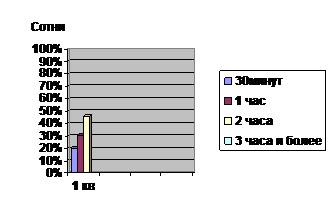 Сотни
100%
90%
80%
70%
60%
50%
40%
30%
20%
10%
0%
1 кв
30минут
1 час
2 часа
3 часа и более